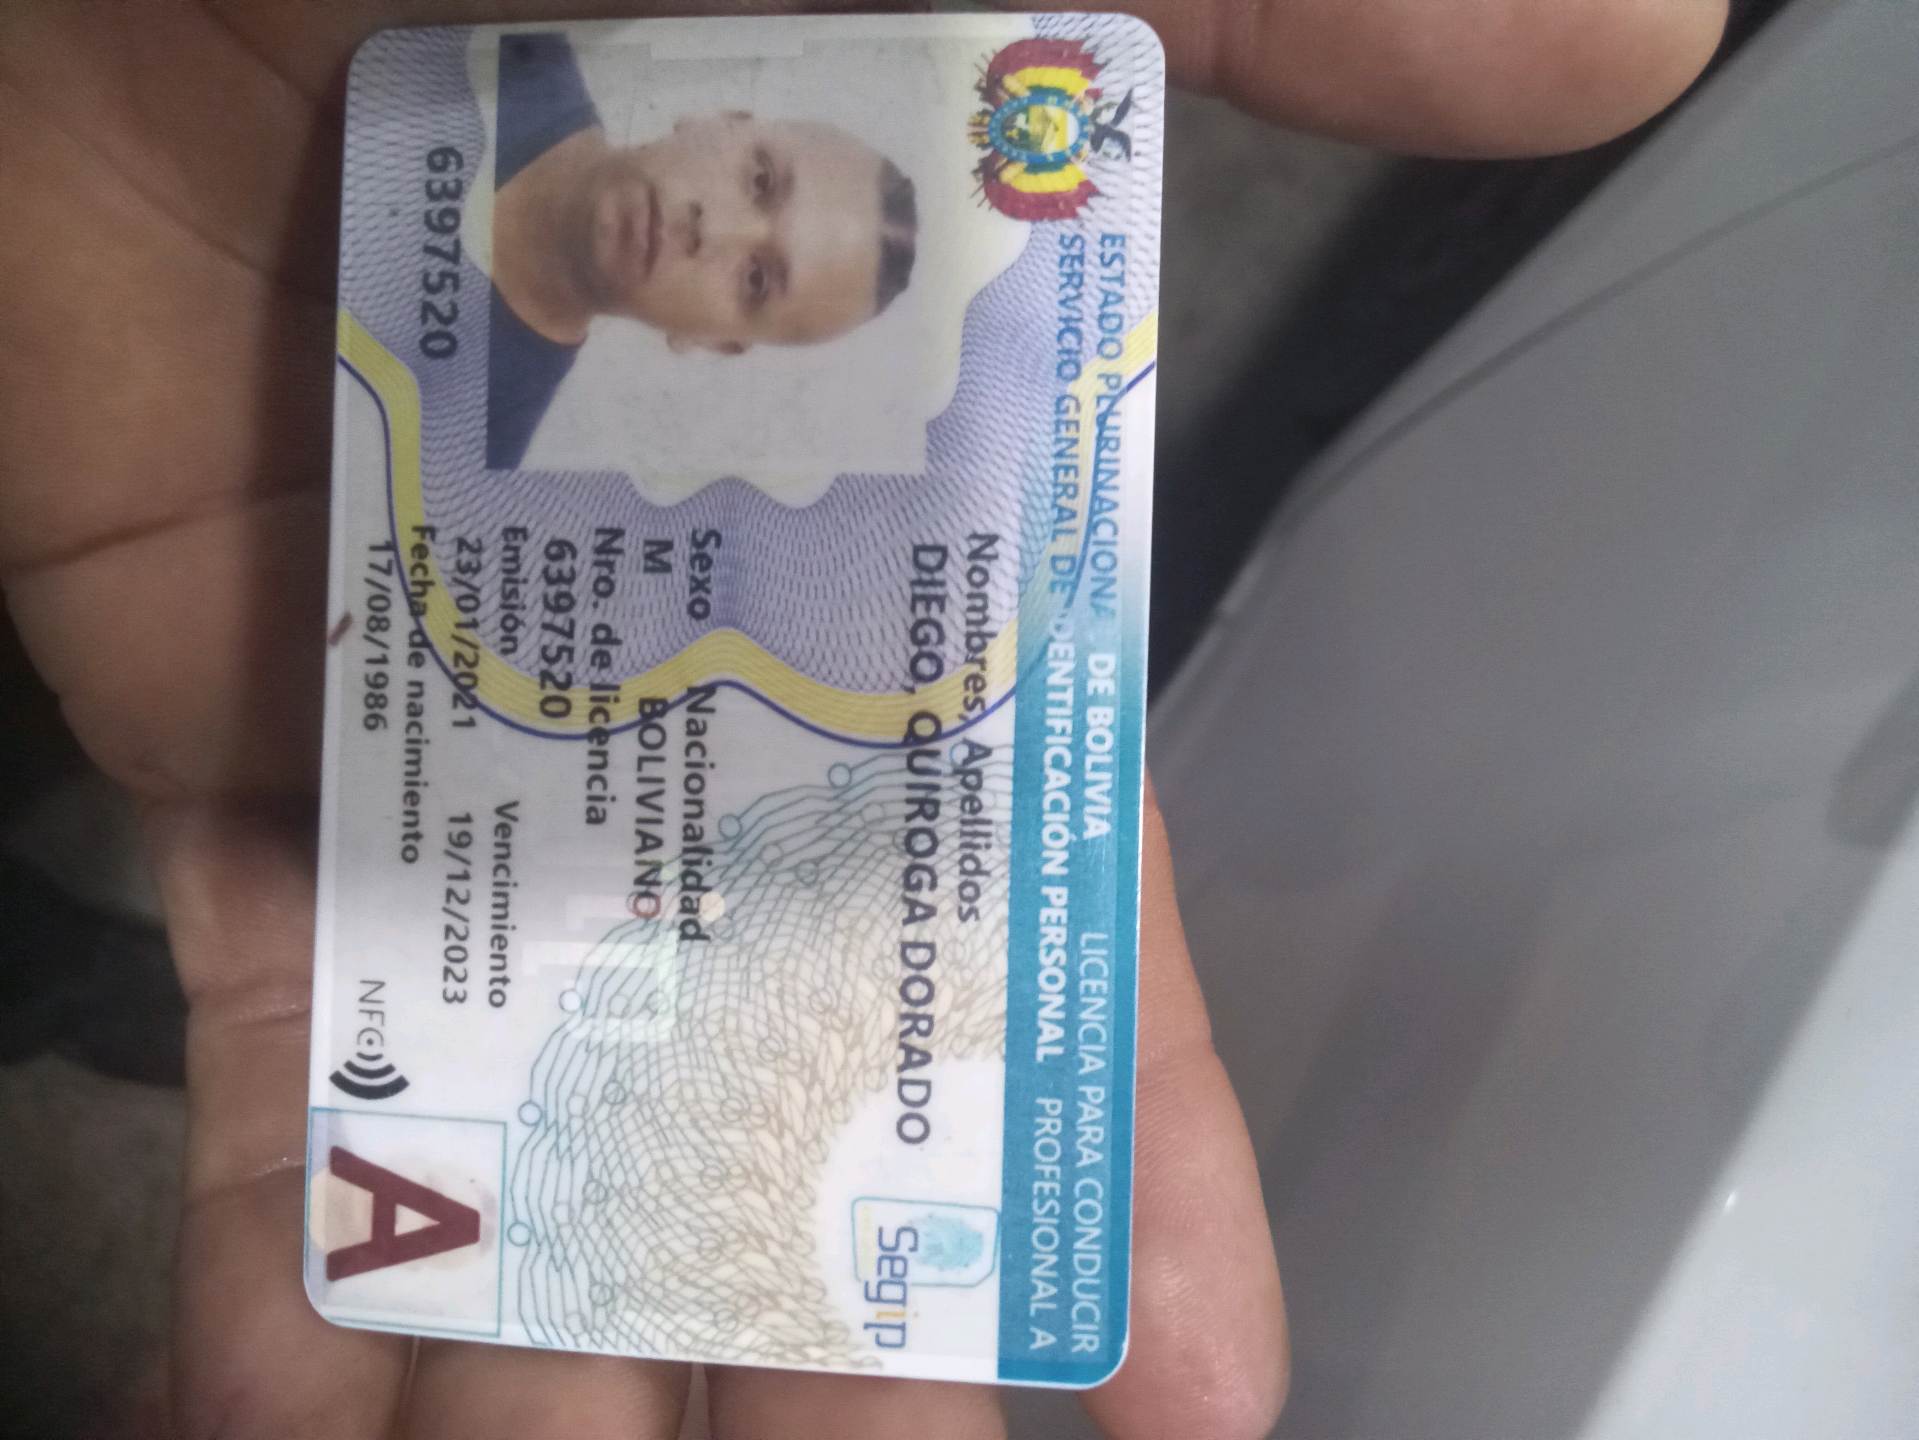 ESTADO PLURINACIONAL DE BOLIVIA LICENCIA PARA CONDUCIR
SERVICIO GENERAL DE IDENTIFICACIÓN PERSONAL PROFESIONAL A
Nombres, Apellidos
DIEGO, QUIROGA DORADO
segip
Sexo Nacionalidad
M BOLIVIANO
Nro. de licencia
6397520
Emisión Vencimiento
23/01/2021 19/12/2023
6397520
Fecha de nacimiento
17/08/1986
NFC
A